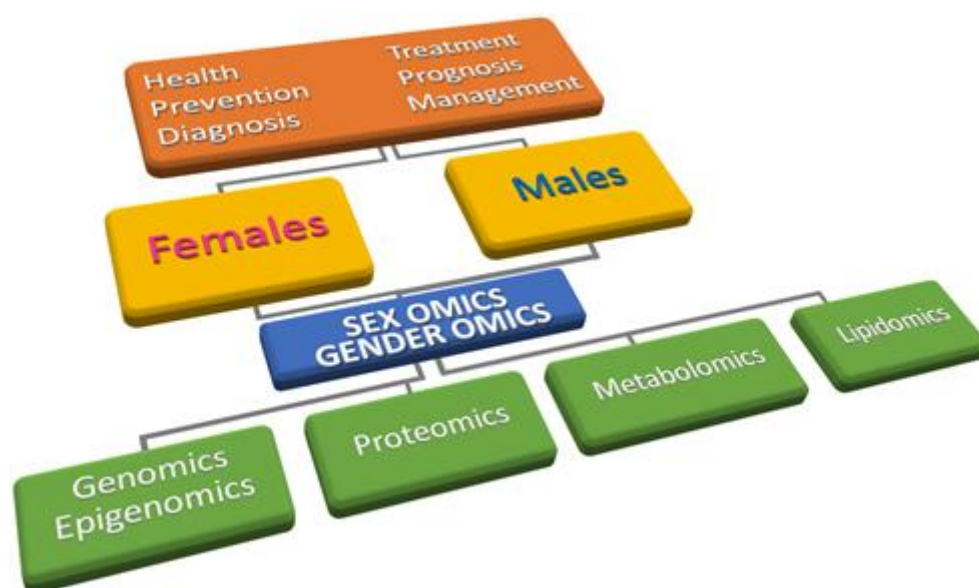 Health
Prevention
Diagnosis
Treatment
Prognosis
Management
Females
Males
SEX OMICS
GENDER OMICS
Genomics
Epigenomics
Proteomics
Metabolomics
Lipidomics